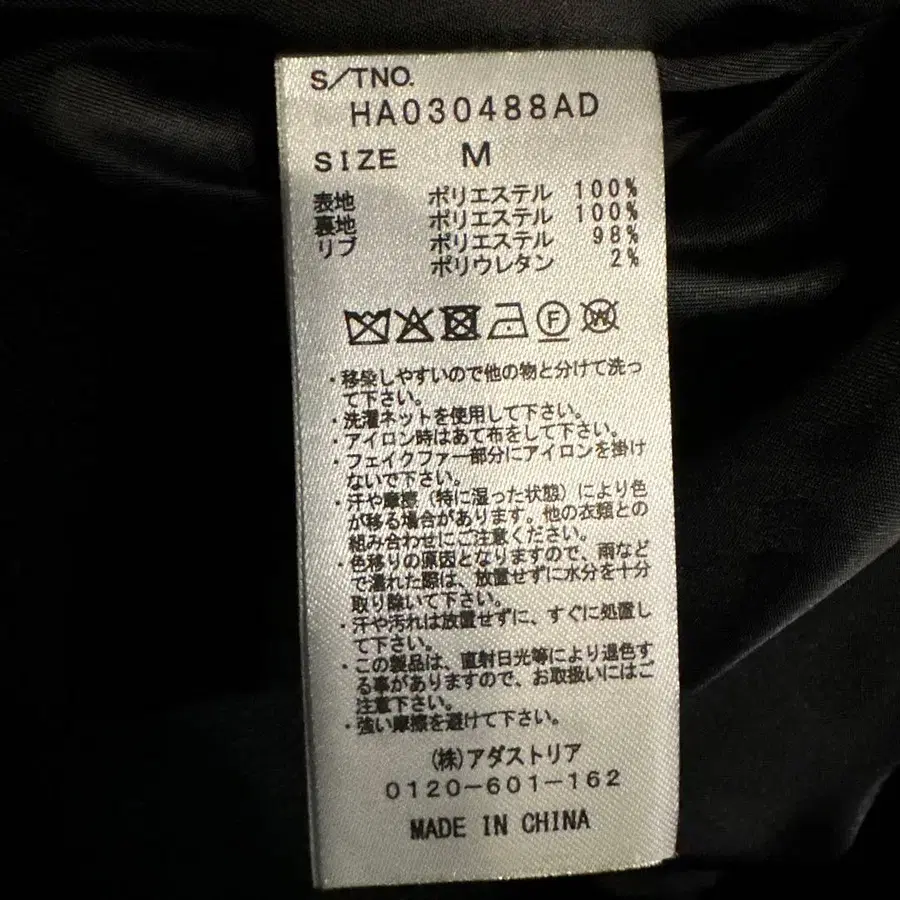 S/TNO.
HA030488AD
SIZE M
表地 ポリエステル 100%
裏地 ポリエステル 100%
リブ ポリエステル 98%
ポリウレタン 2%
F W
・移染しやすいので他の物と分けて洗っ
て下さい。
・洗濯ネットを使用して下さい。
・アイロン時はあて布をして下さい。
・フェイクファー部分にアイロンを掛け
ないで下さい。
・汗や摩擦（特に湿った状態）により色
が移る場合があります。他の衣類との
組み合わせにご注意ください。
・色移りの原因となりますので、雨など
で濡れた際は、放置せずに水分を十分
取り除いて下さい。
・汗や汚れは放置せずに、すぐに処置し
て下さい。
・この製品は、直射日光等により退色す
る事がありますので、お取扱いにはご
注意下さい。
・強い摩擦を避けて下さい。
(株)アダストリア
0120-601-162
MADE IN CHINA